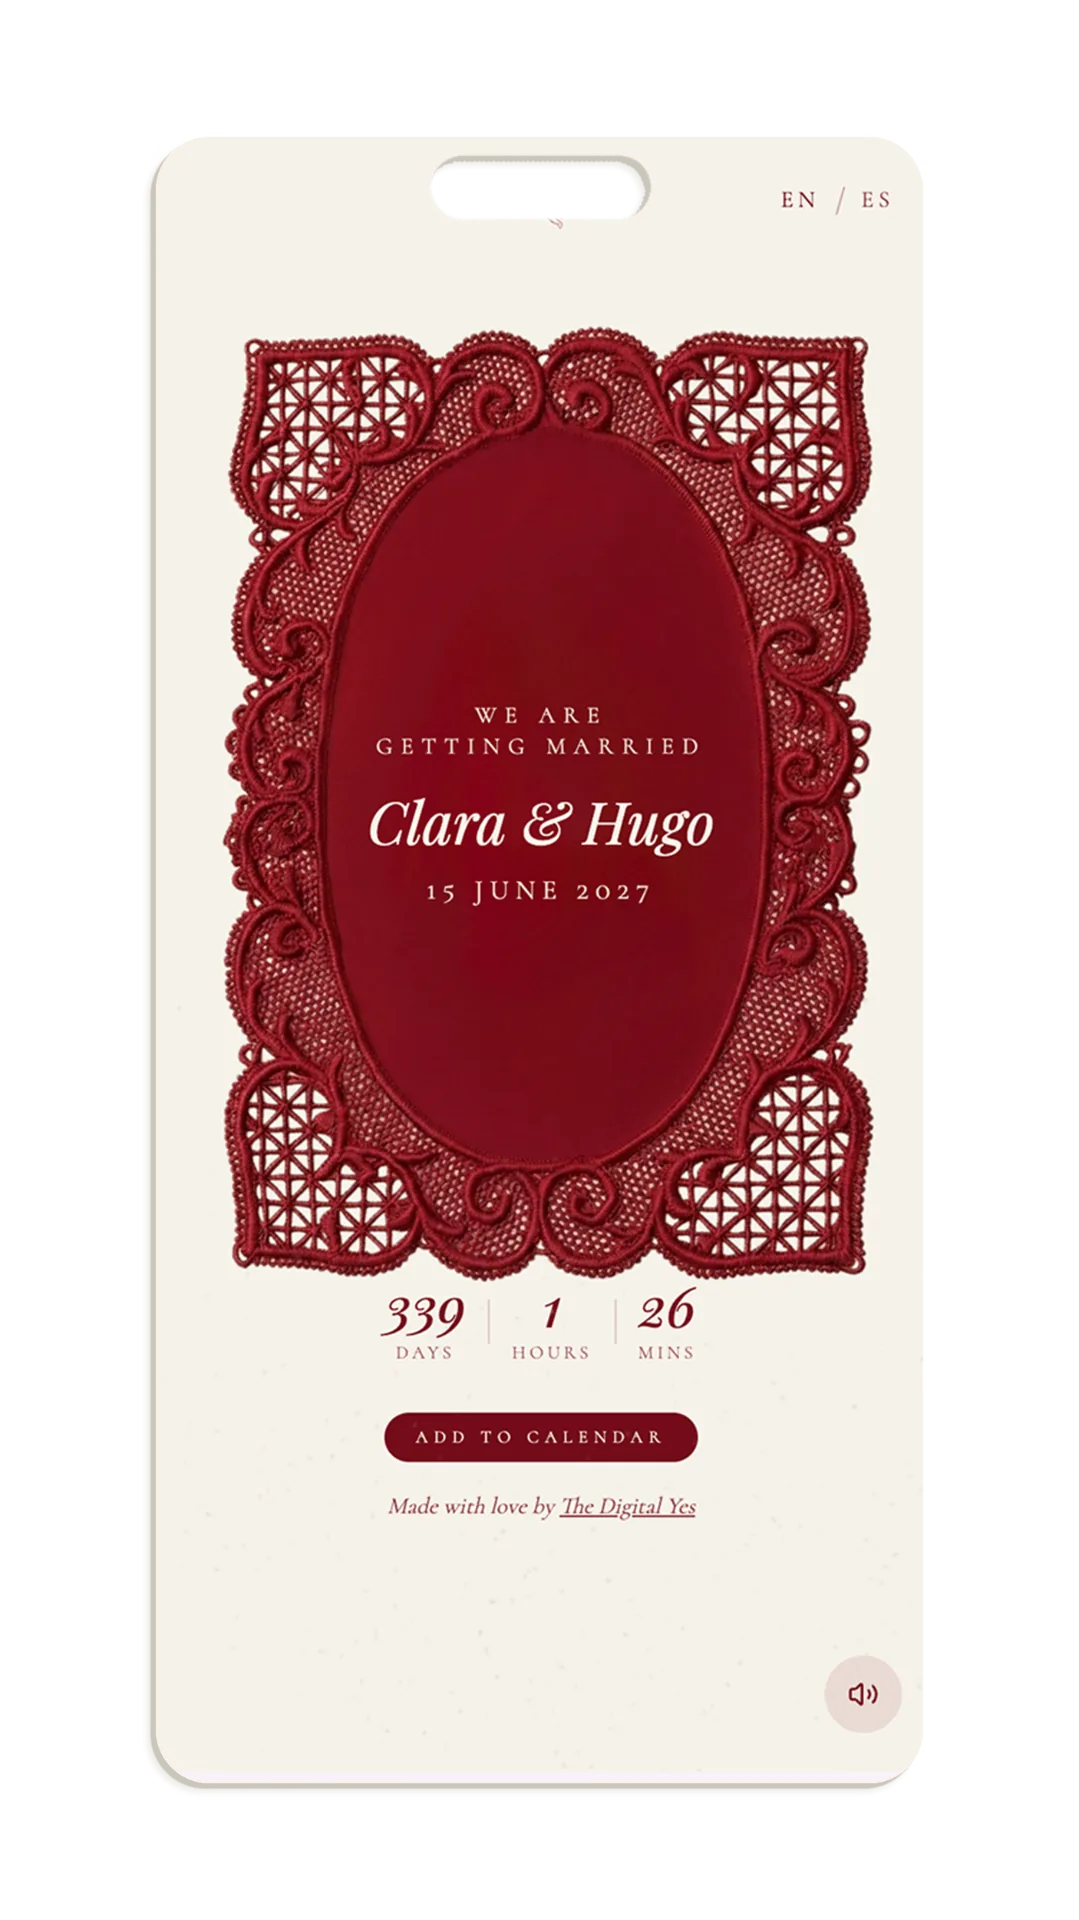 EN / ES
WE ARE
GETTING MARRIED
Clara & Hugo
15 JUNE 2027
339 1 26
DAYS HOURS MINS
ADD TO CALENDAR
Made with love by The Digital Yes